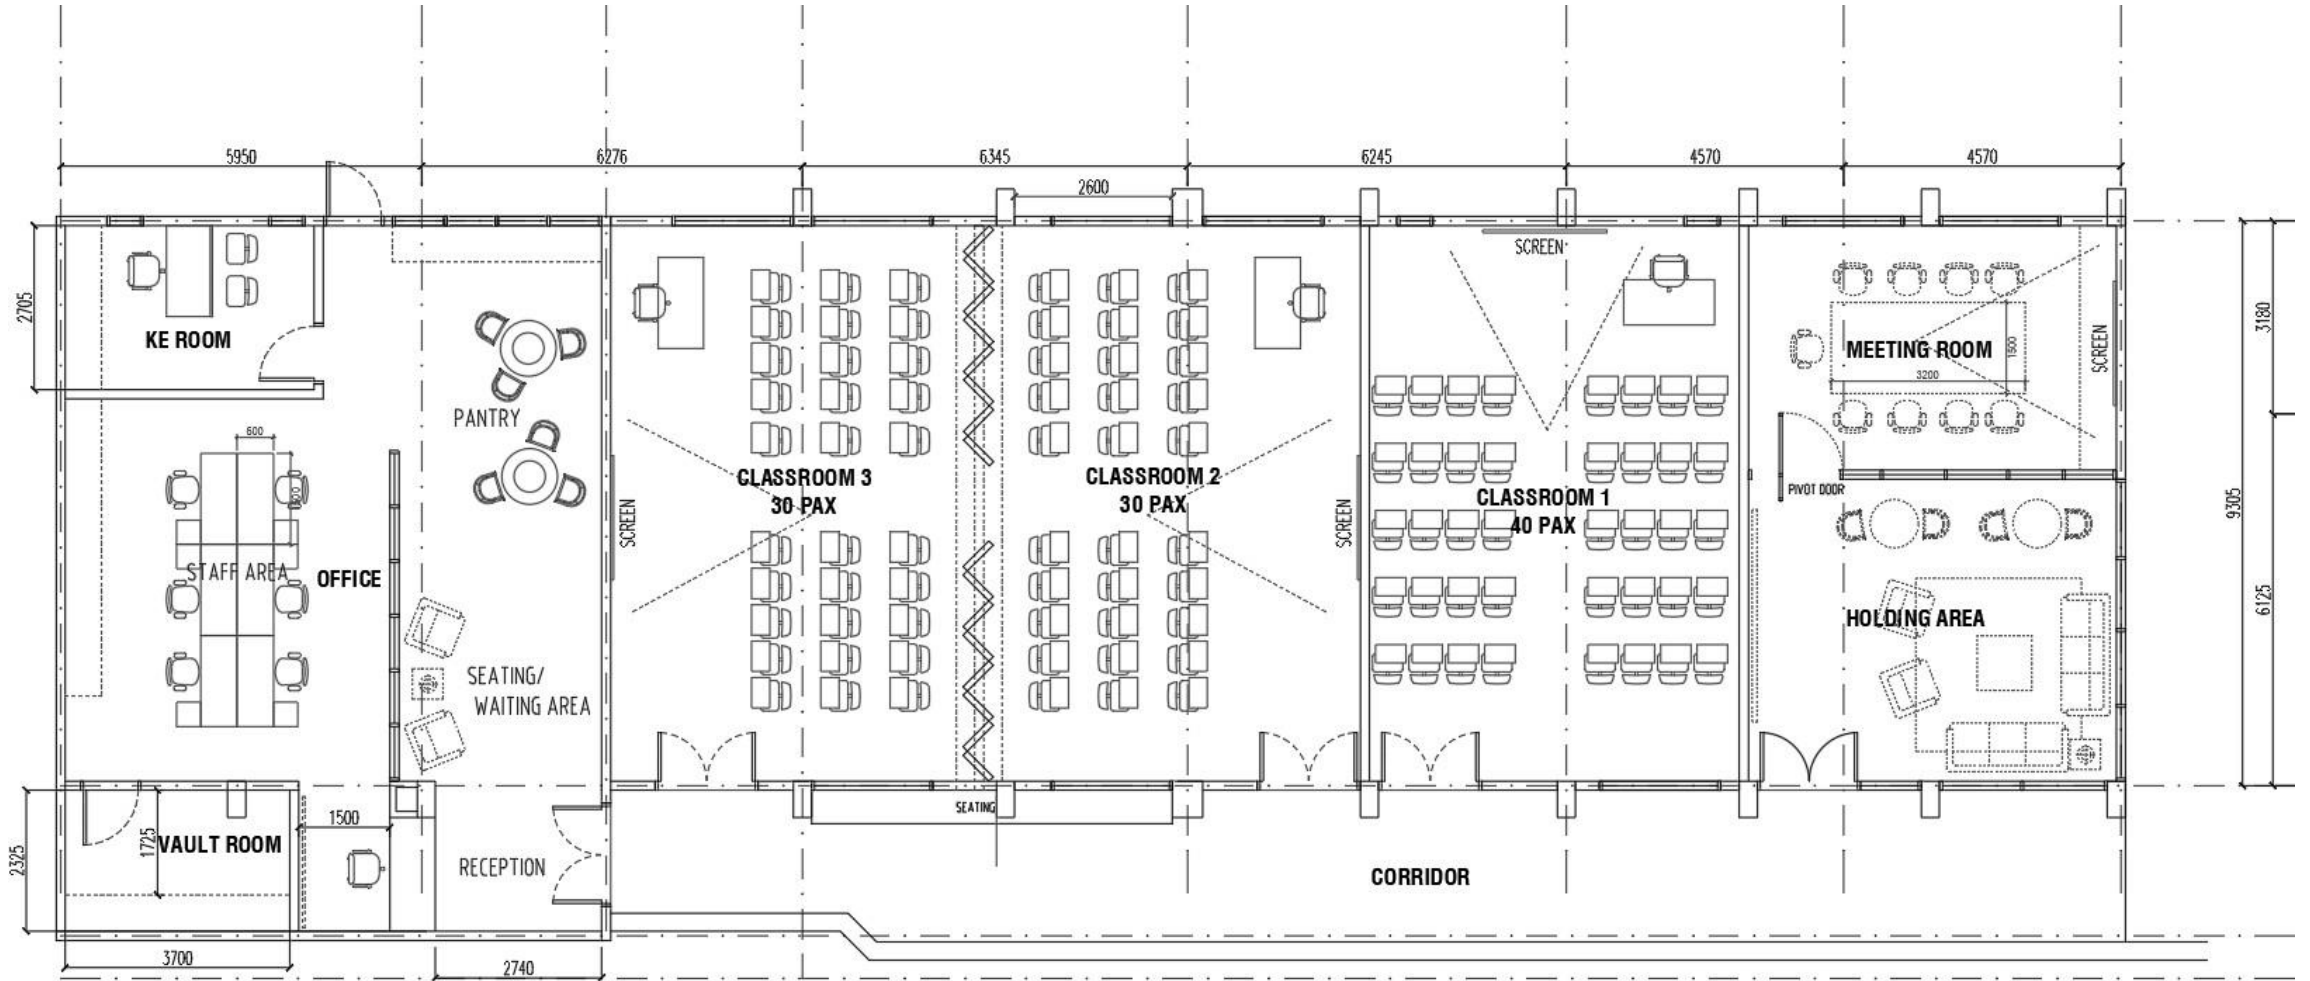 5950
6276
6345
6245
4570
4570
2600
SCREEN
2705
KE ROOM
PANTRY
MEETING ROOM
1500
3200
SCREEN
3180
600
CLASSROOM 3
30 PAX
CLASSROOM 2
30 PAX
CLASSROOM 1
40 PAX
PIVOT DOOR
SCREEN
SCREEN
9305
STAFF AREA
OFFICE
6125
HOLDING AREA
SEATING/
WAITING AREA
SEATING
1500
2325
1725
VAULT ROOM
RECEPTION
CORRIDOR
3700
2740